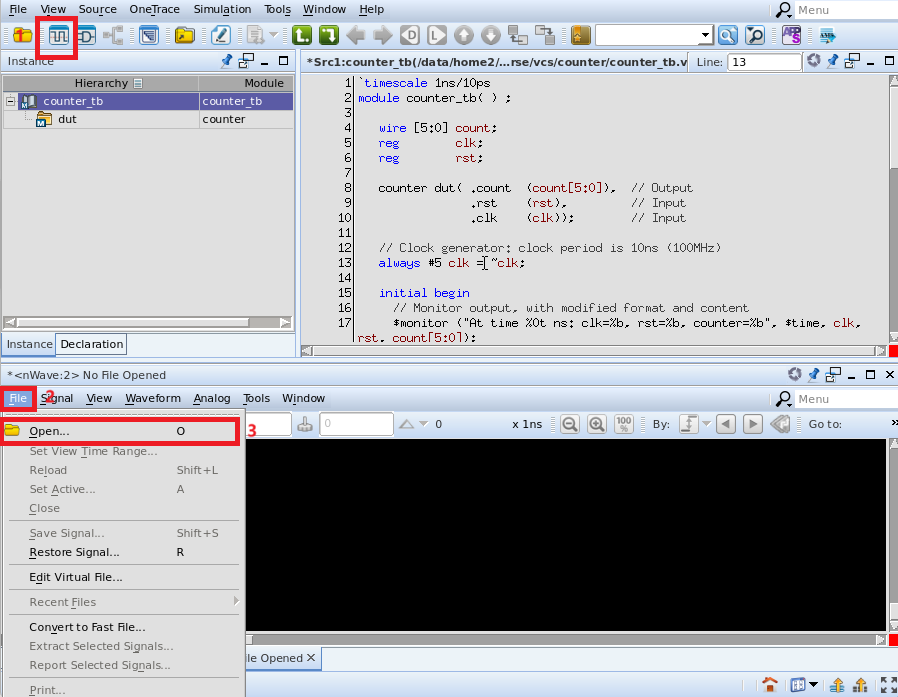 File View Source OneTrace Simulation Tools Window Help Menu
Instance
*Src1:counter_tb(/data/home2/...rse/vcs/counter/counter_tb.v Line: 13
Hierarchy Module
counter_tb counter_tb
dut counter
1 `timescale 1ns/10ps
2 module counter_tb( ) ;
3
4 wire [5:0] count;
5 reg clk;
6 reg rst;
7
8 counter dut( .count (count[5:0]), // Output
9 .rst (rst), // Input
10 .clk (clk)); // Input
11
12 // Clock generator: clock period is 10ns (100MHz)
13 always #5 clk = ~clk;
14
15 initial begin
16 // Monitor output, with modified format and content
17 $monitor ("At time %0t ns: clk=%b, rst=%b, counter=%b", $time, clk,
rst, count[5:0]);
Instance Declaration
*<nWave:2> No File Opened
File 2 Signal View Waveform Analog Tools Window Menu
3 0 0 x 1ns 100 % By: Go to: »
Open... O
Set View Time Range...
Reload Shift+L
Set Active... A
Close
Save Signal... Shift+S
Restore Signal... R
Edit Virtual File...
Recent Files
Convert to Fast File...
Extract Selected Signals...
Report Selected Signals...
Print...
le Opened